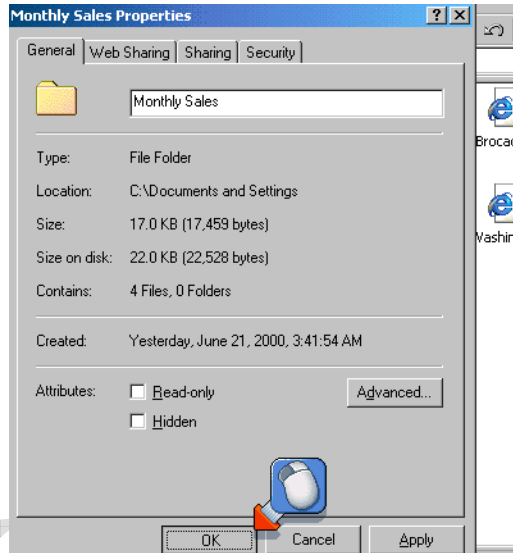 Monthly Sales Properties
General Web Sharing Sharing Security
Monthly Sales
Type: File Folder
Location: C:\Documents and Settings
Size: 17.0 KB (17,459 bytes)
Size on disk: 22.0 KB (22,528 bytes)
Contains: 4 Files, 0 Folders
Created: Yesterday, June 21, 2000, 3:41:54 AM
Attributes: Read-only Advanced...
Hidden
OK Cancel Apply